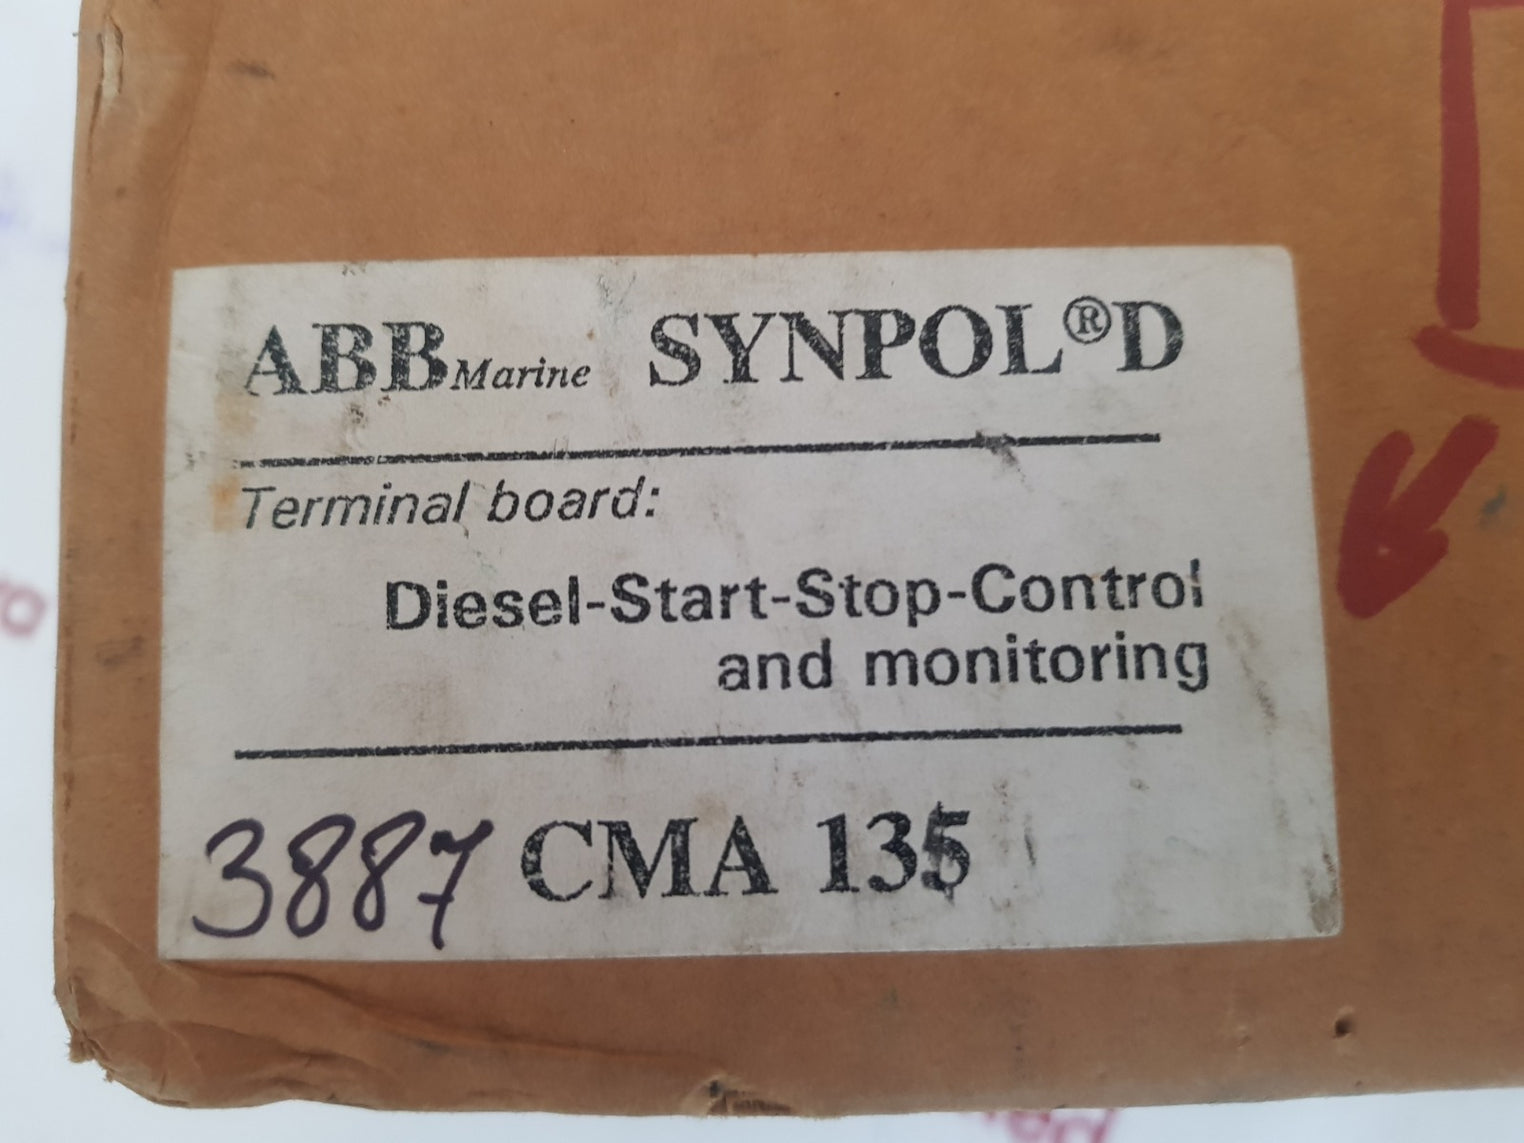 ABB Marine SYNPOL®D
Terminal board:
Diesel-Start-Stop-Control
and monitoring
3887 CMA 135